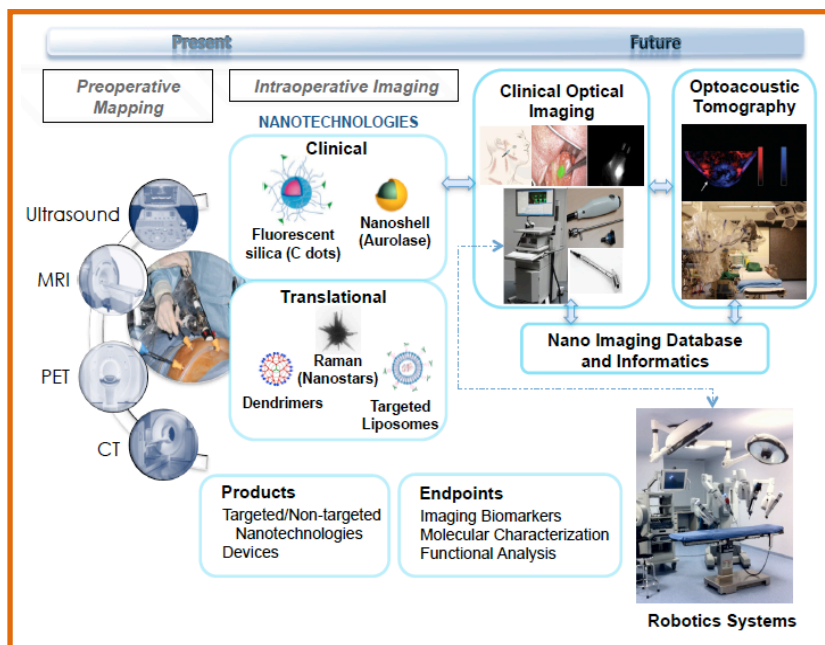 Present
Future
Preoperative
Mapping
Intraoperative Imaging
NANOTECHNOLOGIES
Clinical
Fluorescent
silica (C dots)
Nanoshell
(Aurolase)
Translational
Raman
(Nanostars)
Dendrimers
Targeted
Liposomes
Ultrasound
MRI
PET
CT
Clinical Optical
Imaging
Optoacoustic
Tomography
Nano Imaging Database
and Informatics
Products
Targeted/Non-targeted
Nanotechnologies
Devices
Endpoints
Imaging Biomarkers
Molecular Characterization
Functional Analysis
Robotics Systems